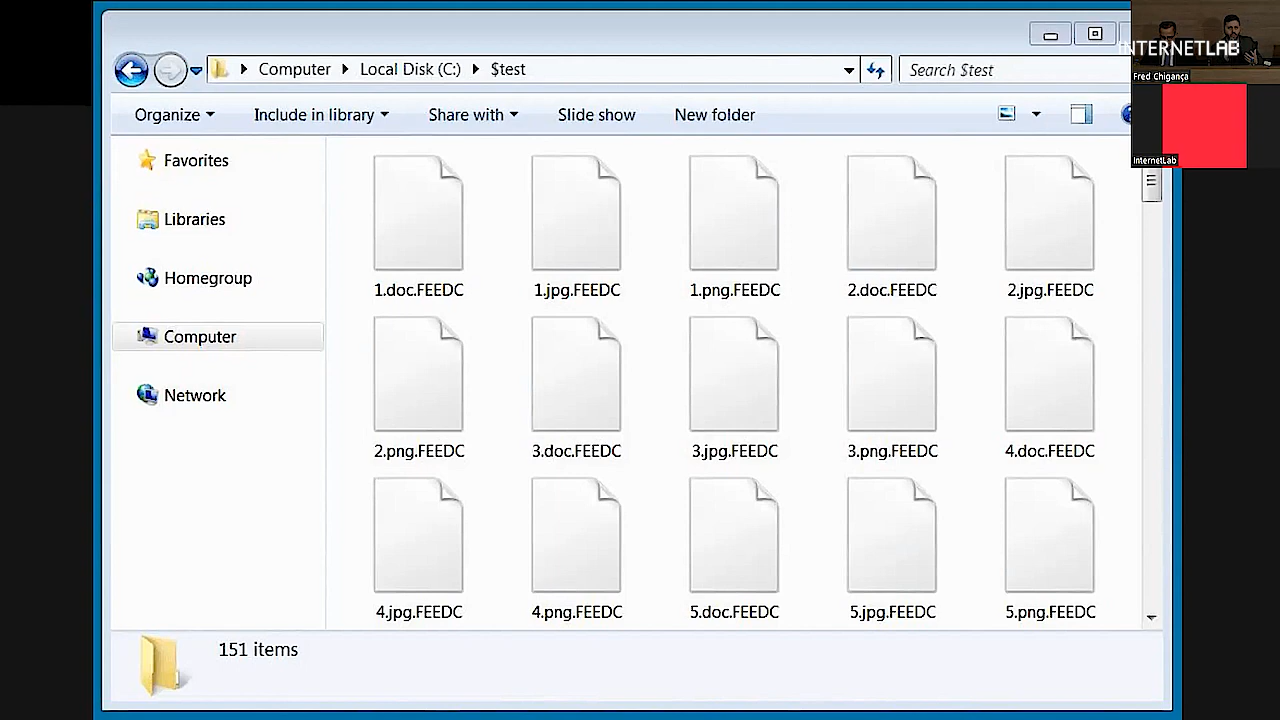 INTERNETLAB
Fred Chigança
InternetLab
Computer Local Disk (C:) $test
Search $test
Organize Include in library Share with Slide show New folder
Favorites
Libraries
Homegroup
Computer
Network
1.doc.FEEDC 1.jpg.FEEDC 1.png.FEEDC 2.doc.FEEDC 2.jpg.FEEDC
2.png.FEEDC 3.doc.FEEDC 3.jpg.FEEDC 3.png.FEEDC 4.doc.FEEDC
4.jpg.FEEDC 4.png.FEEDC 5.doc.FEEDC 5.jpg.FEEDC 5.png.FEEDC
151 items